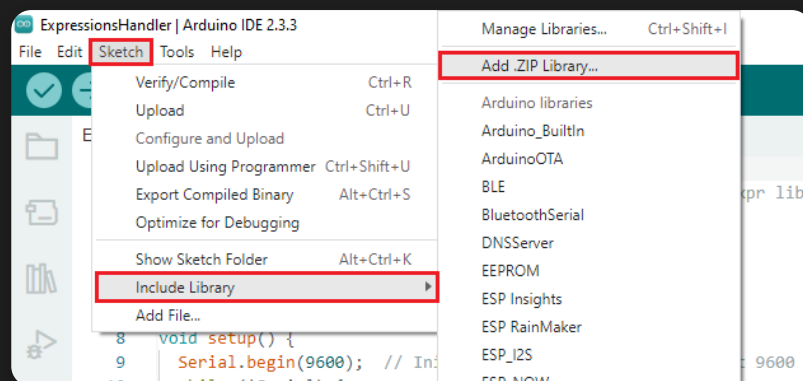 ExpressionsHandler | Arduino IDE 2.3.3
File Edit Sketch Tools Help
Verify/Compile Ctrl+R
Upload Ctrl+U
Configure and Upload
Upload Using Programmer Ctrl+Shift+U
Export Compiled Binary Alt+Ctrl+S
Optimize for Debugging
Show Sketch Folder Alt+Ctrl+K
Include Library
Add File...
Manage Libraries... Ctrl+Shift+I
Add .ZIP Library...
Arduino libraries
Arduino_BuiltIn
ArduinoOTA
BLE
BluetoothSerial
DNSServer
EEPROM
ESP Insights
ESP RainMaker
ESP_I2S
ESP_NOW
E
xpr lib
8 void setup() {
9 Serial.begin(9600); // Ini 9600